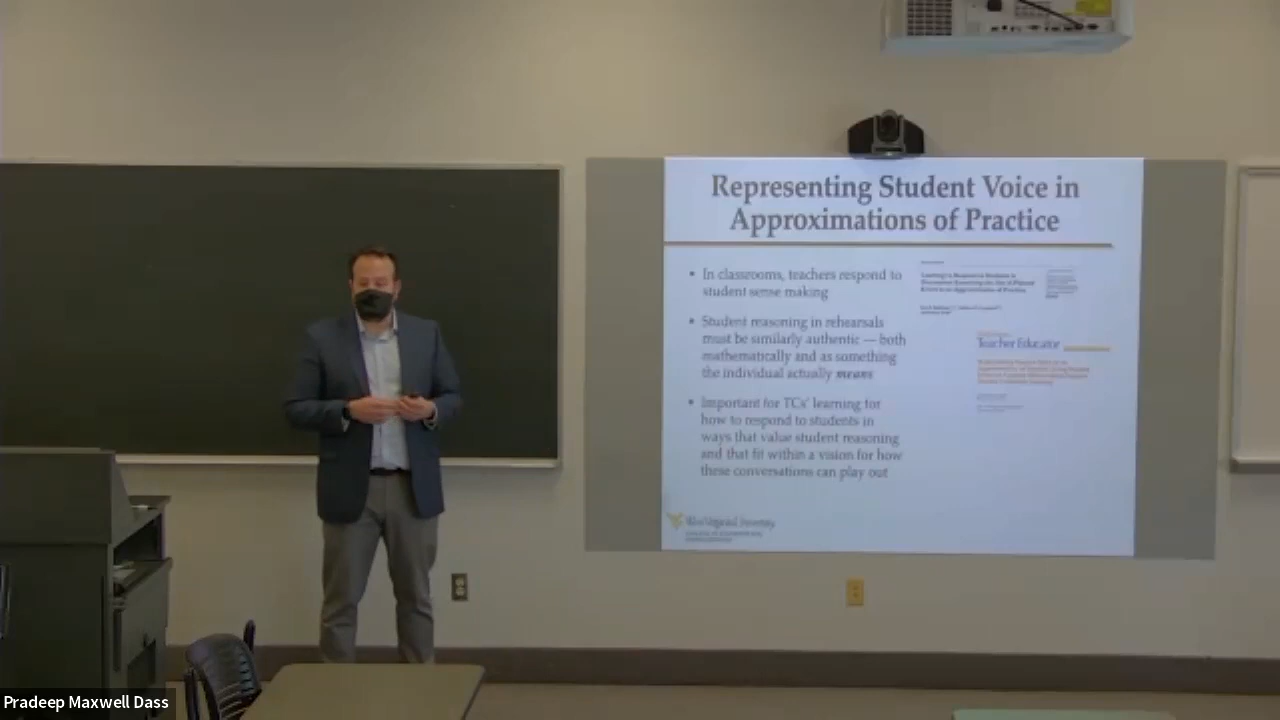 Representing Student Voice in
Approximations of Practice
• In classrooms, teachers respond to
student sense making
• Student reasoning in rehearsals
must be similarly authentic — both
mathematically and as something
the individual actually means
• Important for TCs' learning for
how to respond to students in
ways that value student reasoning
and that fit within a vision for how
these conversations can play out
Teacher Educator
West Virginia University
Pradeep Maxwell Dass